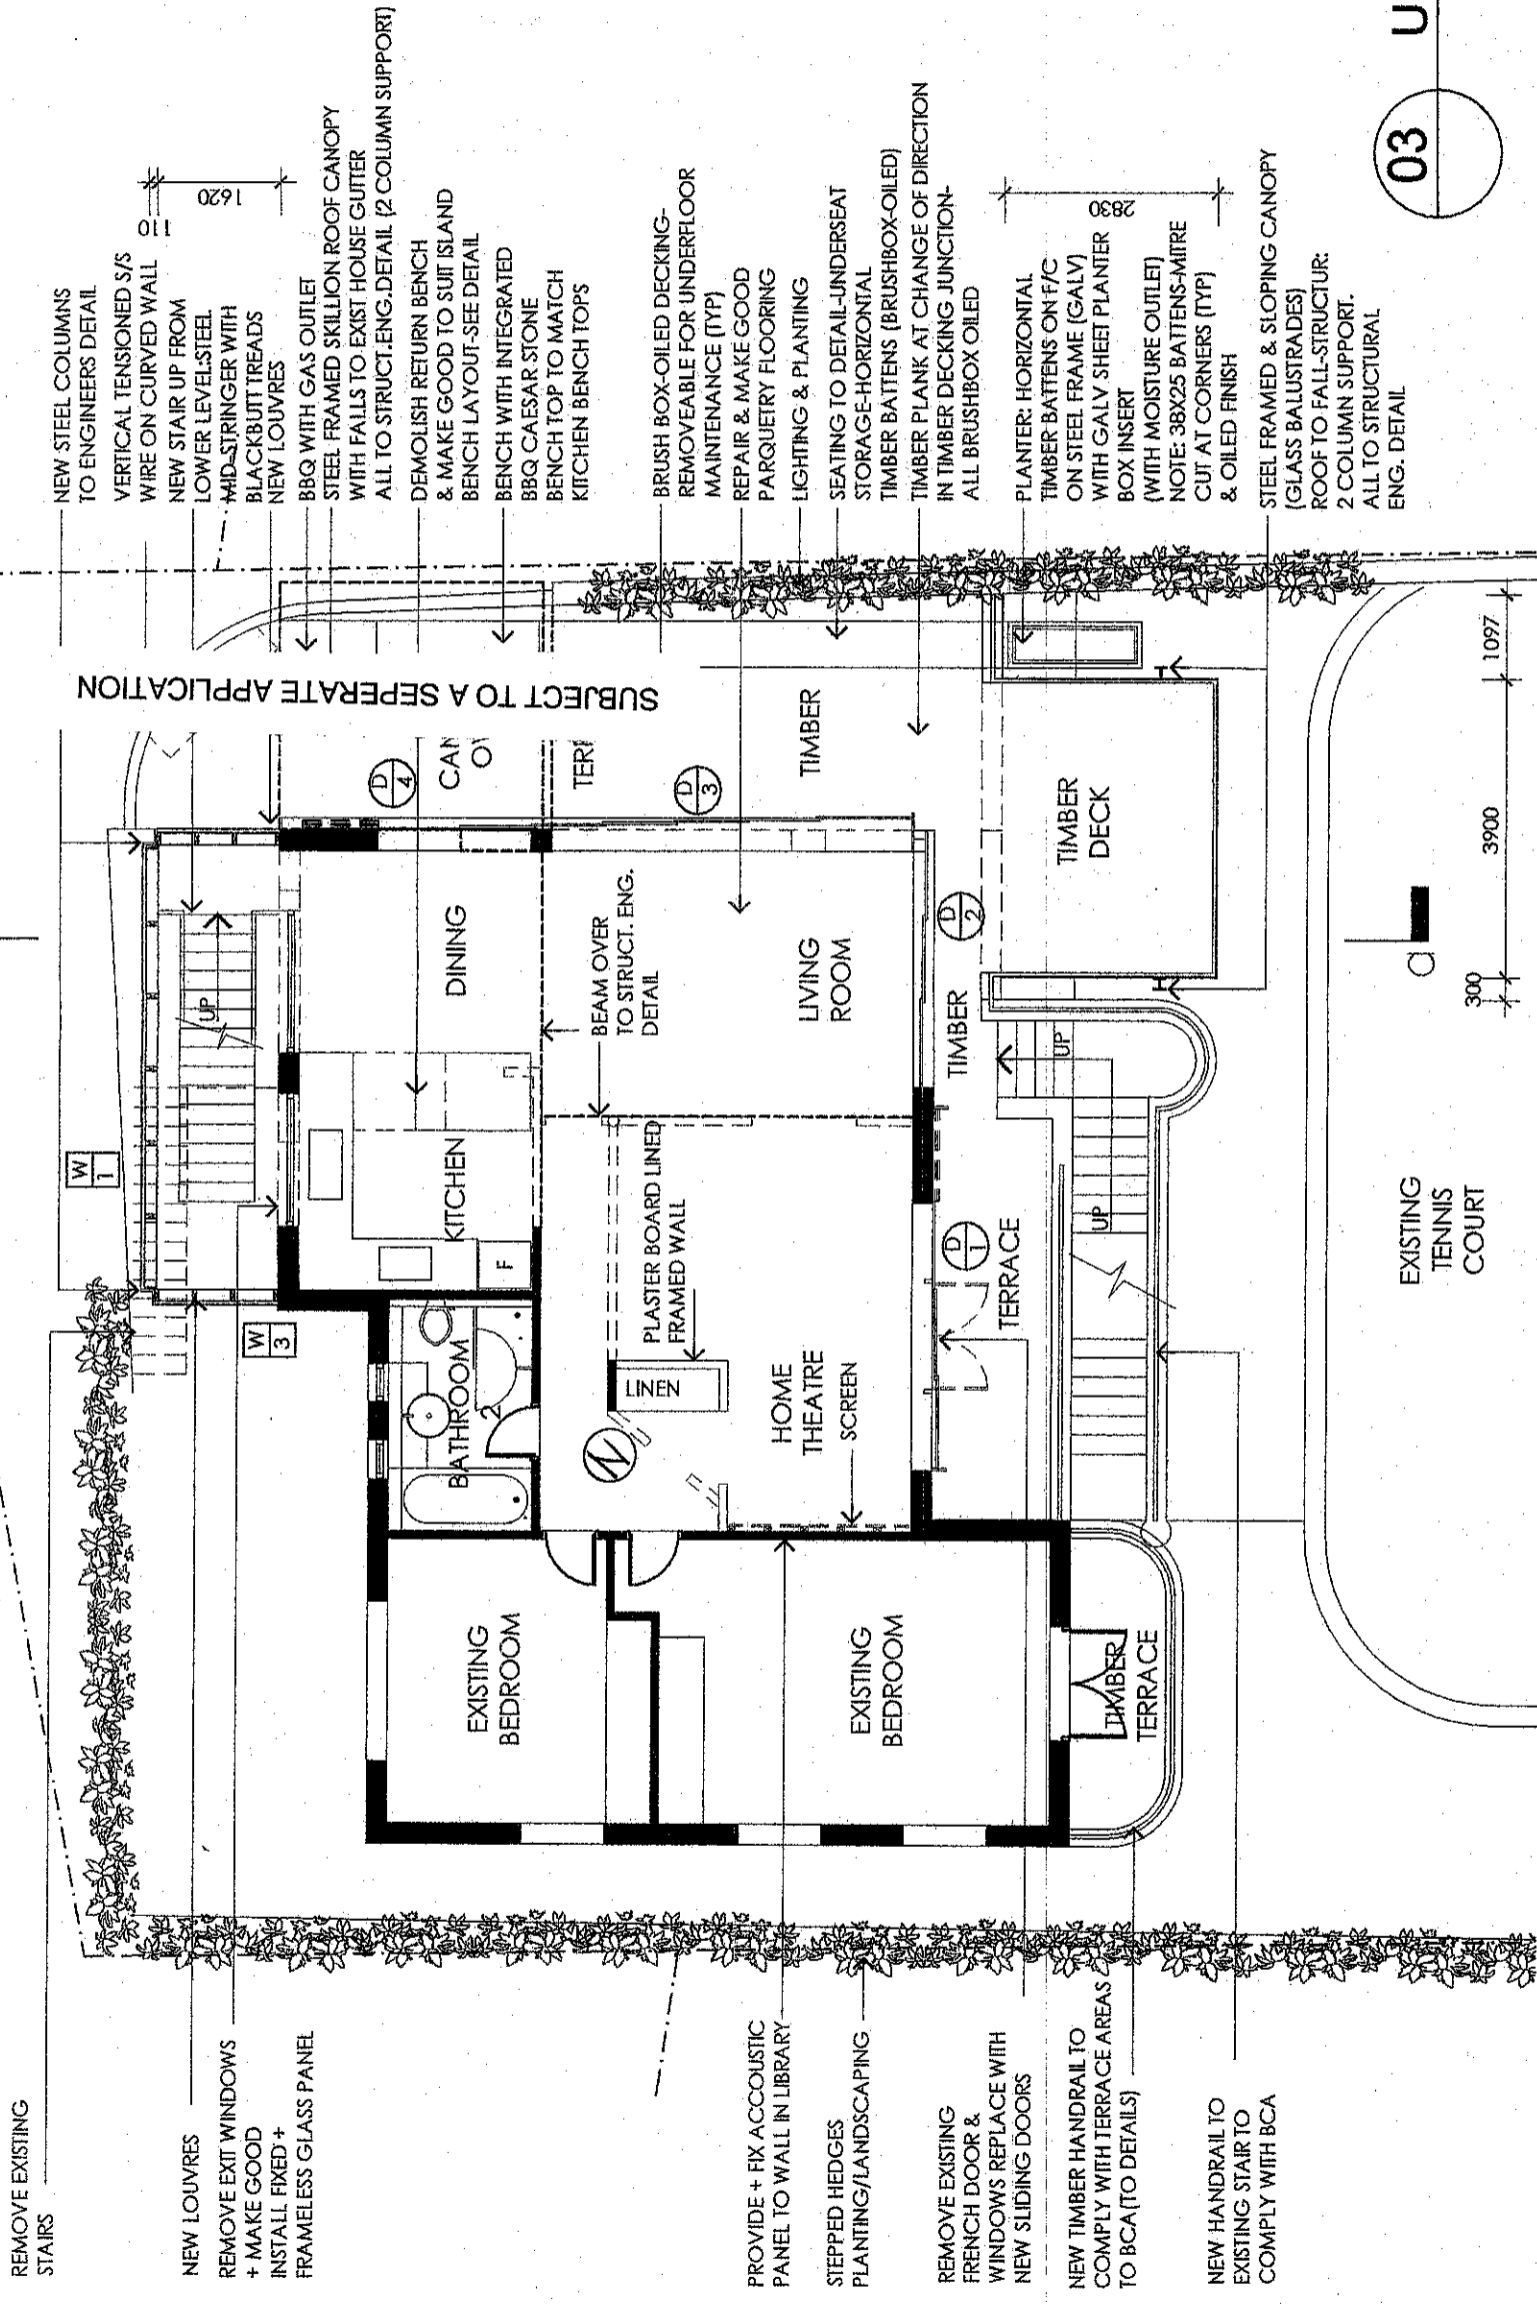 REMOVE EXISTING
STAIRS
NEW LOUVRES
REMOVE EXIT WINDOWS
+ MAKE GOOD
INSTALL FIXED +
FRAMELESS GLASS PANEL
PROVIDE + FIX ACCOUSTIC
PANEL TO WALL IN LIBRARY
STEPPED HEDGES
PLANTING/LANDSCAPING
REMOVE EXISTING
FRENCH DOOR &
WINDOWS REPLACE WITH
NEW SLIDING DOORS
NEW TIMBER HANDRAIL TO
COMPLY WITH TERRACE AREAS
TO BCA(TO DETAILS)
NEW HANDRAIL TO
EXISTING STAIR TO
COMPLY WITH BCA
W
1
W
3
UP
BATHROOM
2
KITCHEN
F
DINING
EXISTING
BEDROOM
EXISTING
BEDROOM
LINEN
PLASTER BOARD LINED
FRAMED WALL
BEAM OVER
TO STRUCT. ENG.
DETAIL
HOME
THEATRE
SCREEN
LIVING
ROOM
N
D
1
D
2
D
3
D
4
CAN
OV
TERR
TIMBER
TIMBER
TERRACE
TIMBER
TERRACE
TIMBER
DECK
UP
UP
EXISTING
TENNIS
COURT
SUBJECT TO A SEPERATE APPLICATION
NEW STEEL COLUMNS
TO ENGINEERS DETAIL
VERTICAL TENSIONED S/S
WIRE ON CURVED WALL
NEW STAIR UP FROM
LOWER LEVEL:STEEL
MID-STRINGER WITH
BLACKBUTT TREADS
NEW LOUVRES
BBQ WITH GAS OUTLET
STEEL FRAMED SKILLION ROOF CANOPY
WITH FALLS TO EXIST HOUSE GUTTER
ALL TO STRUCT.ENG.DETAIL (2 COLUMN SUPPORT)
DEMOLISH RETURN BENCH
& MAKE GOOD TO SUIT ISLAND
BENCH LAYOUT-SEE DETAIL
BENCH WITH INTEGRATED
BBQ CAESAR STONE
BENCH TOP TO MATCH
KITCHEN BENCH TOPS
BRUSH BOX-OILED DECKING-
REMOVEABLE FOR UNDERFLOOR
MAINTENANCE (TYP)
REPAIR & MAKE GOOD
PARQUETRY FLOORING
LIGHTING & PLANTING
SEATING TO DETAIL-UNDERSEAT
STORAGE-HORIZONTAL
TIMBER BATTENS (BRUSHBOX-OILED)
TIMBER PLANK AT CHANGE OF DIRECTION
IN TIMBER DECKING JUNCTION-
ALL BRUSHBOX OILED
PLANTER: HORIZONTAL
TIMBER BATTENS ON F/C
ON STEEL FRAME (GALV)
WITH GALV SHEET PLANTER
BOX INSERT
(WITH MOISTURE OUTLET)
NOTE: 38X25 BATTENS-MITRE
CUT AT CORNERS (TYP)
& OILED FINISH
STEEL FRAMED & SLOPING CANOPY
(GLASS BALUSTRADES)
ROOF TO FALL-STRUCTUR:
2 COLUMN SUPPORT.
ALL TO STRUCTURAL
ENG. DETAIL
110
1620
2830
300
3900
1097
03
U